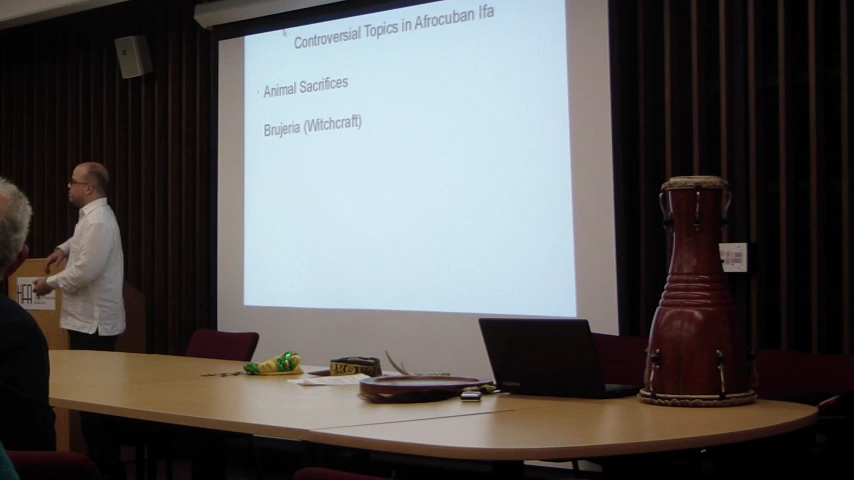 Controversial Topics in Afrocuban Ifa
Animal Sacrifices
Brujeria (Witchcraft)